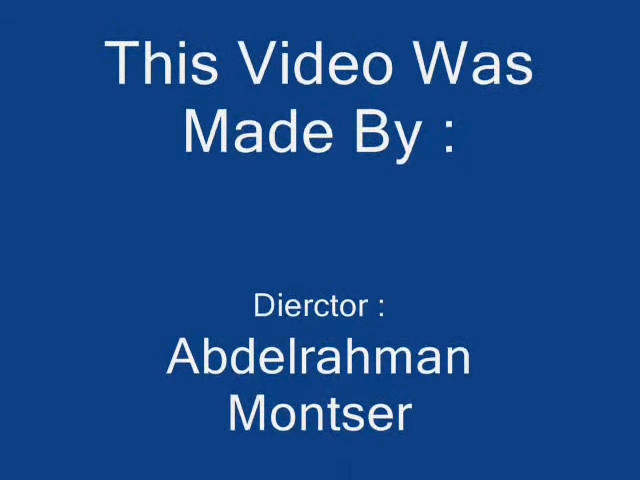 This Video Was
Made By :
Dierctor :
Abdelrahman
Montser